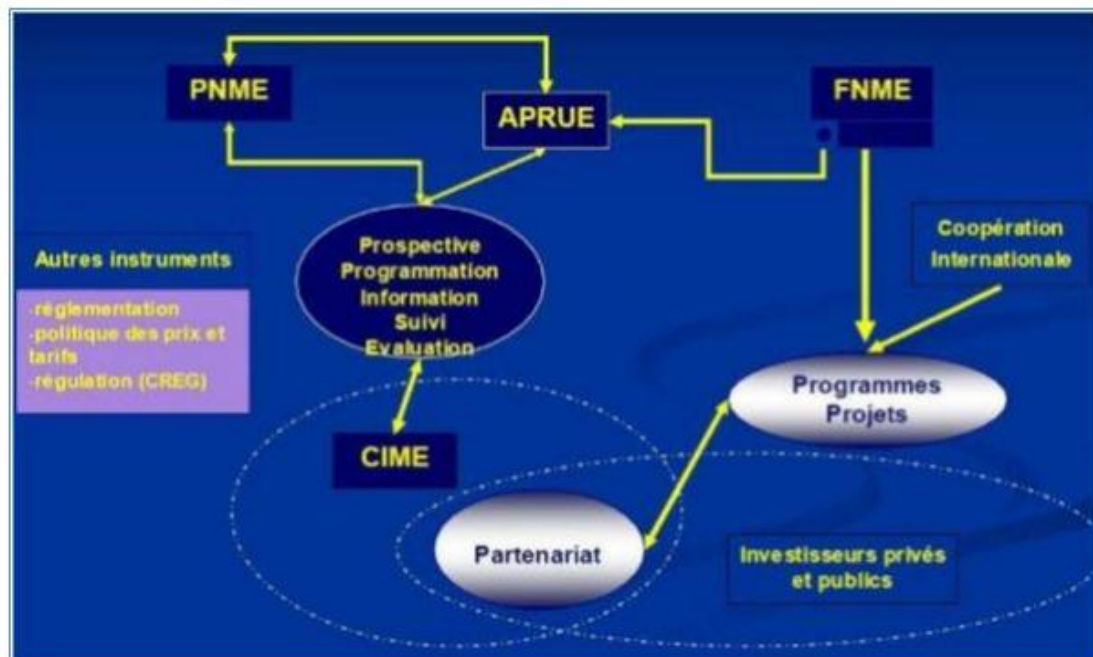 PNME
APRUE
FNME
Prospective
Programmation
Information
Suivi
Evaluation
Coopération
Internationale
Autres instruments
-règlementation
-politique des prix et
tarifs
-régulation (CREG)
Programmes
Projets
CIME
Partenariat
Investisseurs privés
et publics